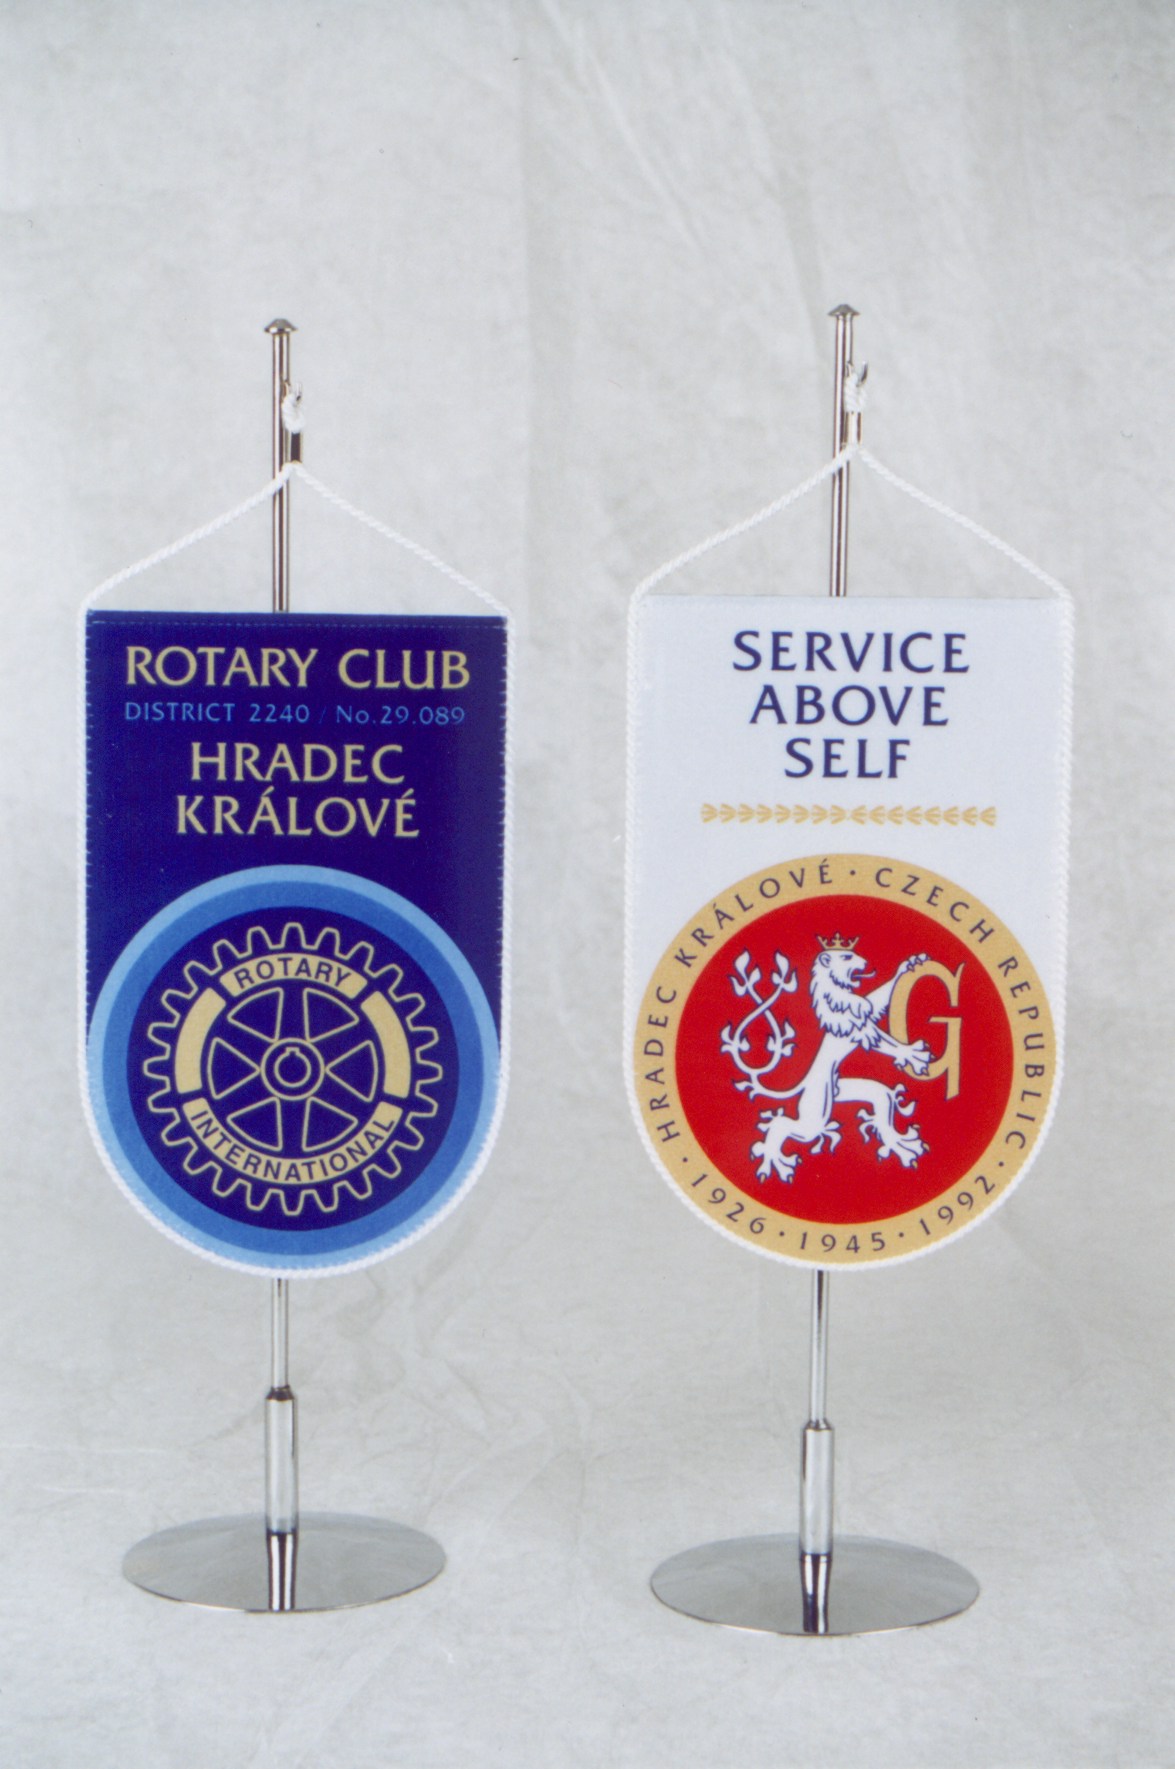 ROTARY CLUB
DISTRICT 2240 / No.29.089
HRADEC
KRÁLOVÉ
ROTARY
INTERNATIONAL
SERVICE
ABOVE
SELF
HRADEC KRÁLOVÉ · CZECH REPUBLIC ·
· 1926 · 1945 · 1992
G